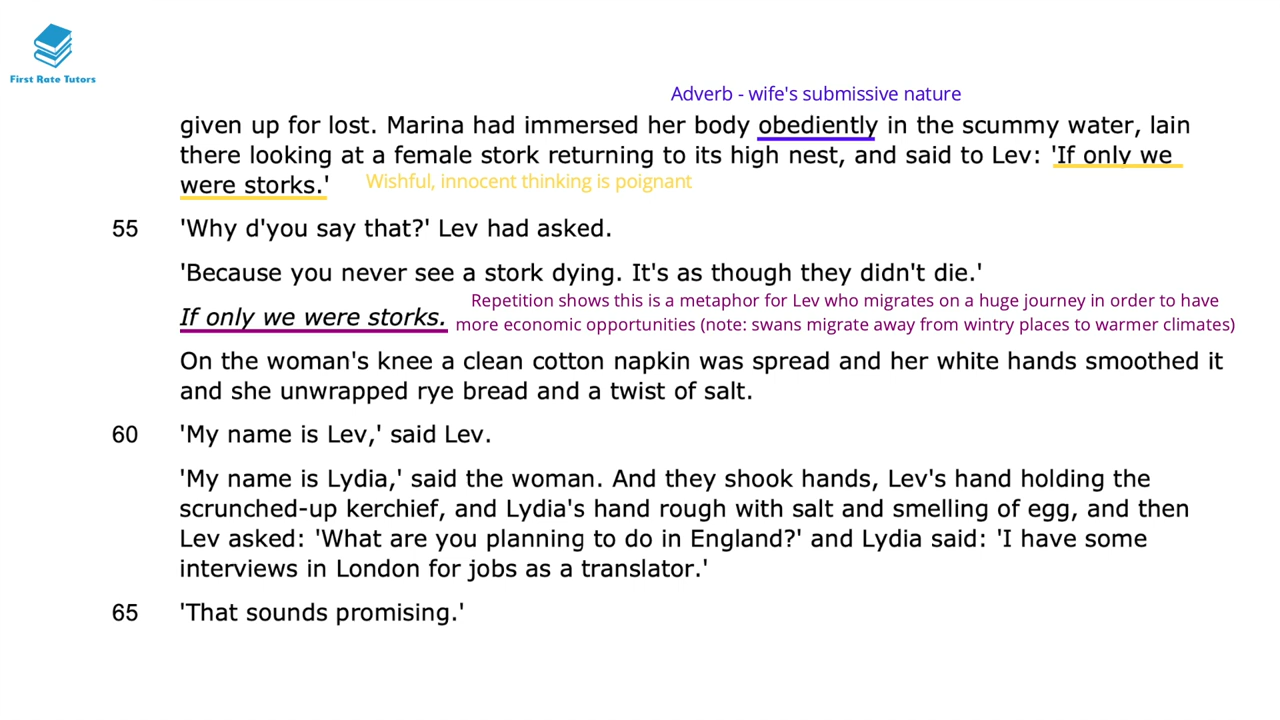 First Rate Tutors
Adverb - wife's submissive nature
given up for lost. Marina had immersed her body obediently in the scummy water, lain
there looking at a female stork returning to its high nest, and said to Lev: 'If only we
were storks.' Wishful, innocent thinking is poignant
55 'Why d'you say that?' Lev had asked.
'Because you never see a stork dying. It's as though they didn't die.'
Repetition shows this is a metaphor for Lev who migrates on a huge journey in order to have
If only we were storks. more economic opportunities (note: swans migrate away from wintry places to warmer climates)
On the woman's knee a clean cotton napkin was spread and her white hands smoothed it
and she unwrapped rye bread and a twist of salt.
60 'My name is Lev,' said Lev.
'My name is Lydia,' said the woman. And they shook hands, Lev's hand holding the
scrunched-up kerchief, and Lydia's hand rough with salt and smelling of egg, and then
Lev asked: 'What are you planning to do in England?' and Lydia said: 'I have some
interviews in London for jobs as a translator.'
65 'That sounds promising.'